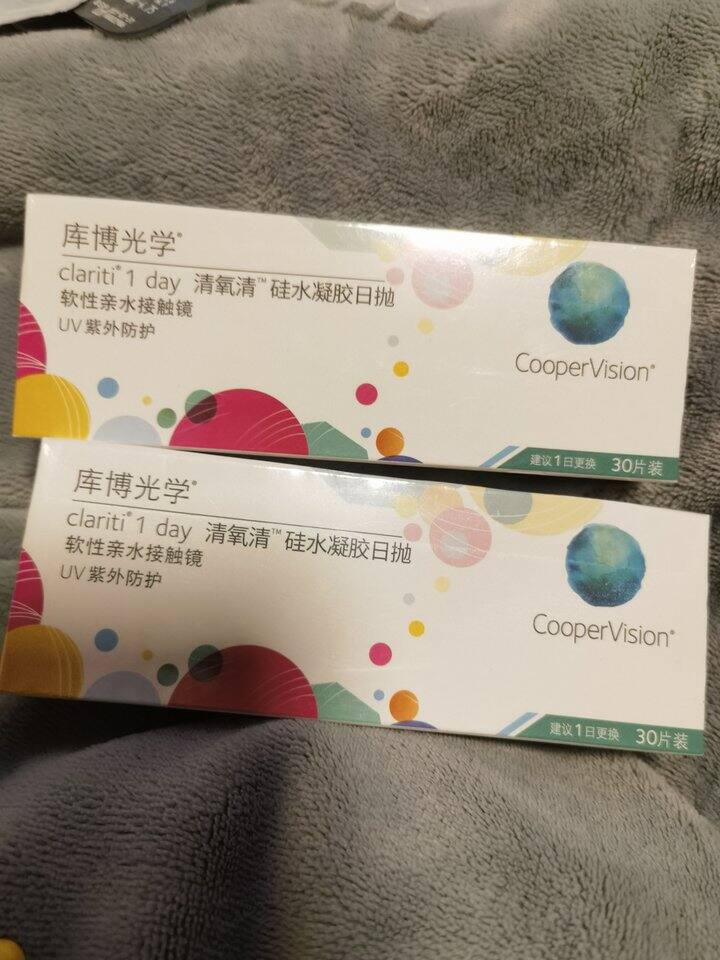 库博光学®
clariti® 1 day 清氧清™ 硅水凝胶日抛
软性亲水接触镜
UV 紫外防护
CooperVision®
建议1日更换 30片装
库博光学®
clariti® 1 day 清氧清™ 硅水凝胶日抛
软性亲水接触镜
UV 紫外防护
CooperVision®
建议1日更换 30片装